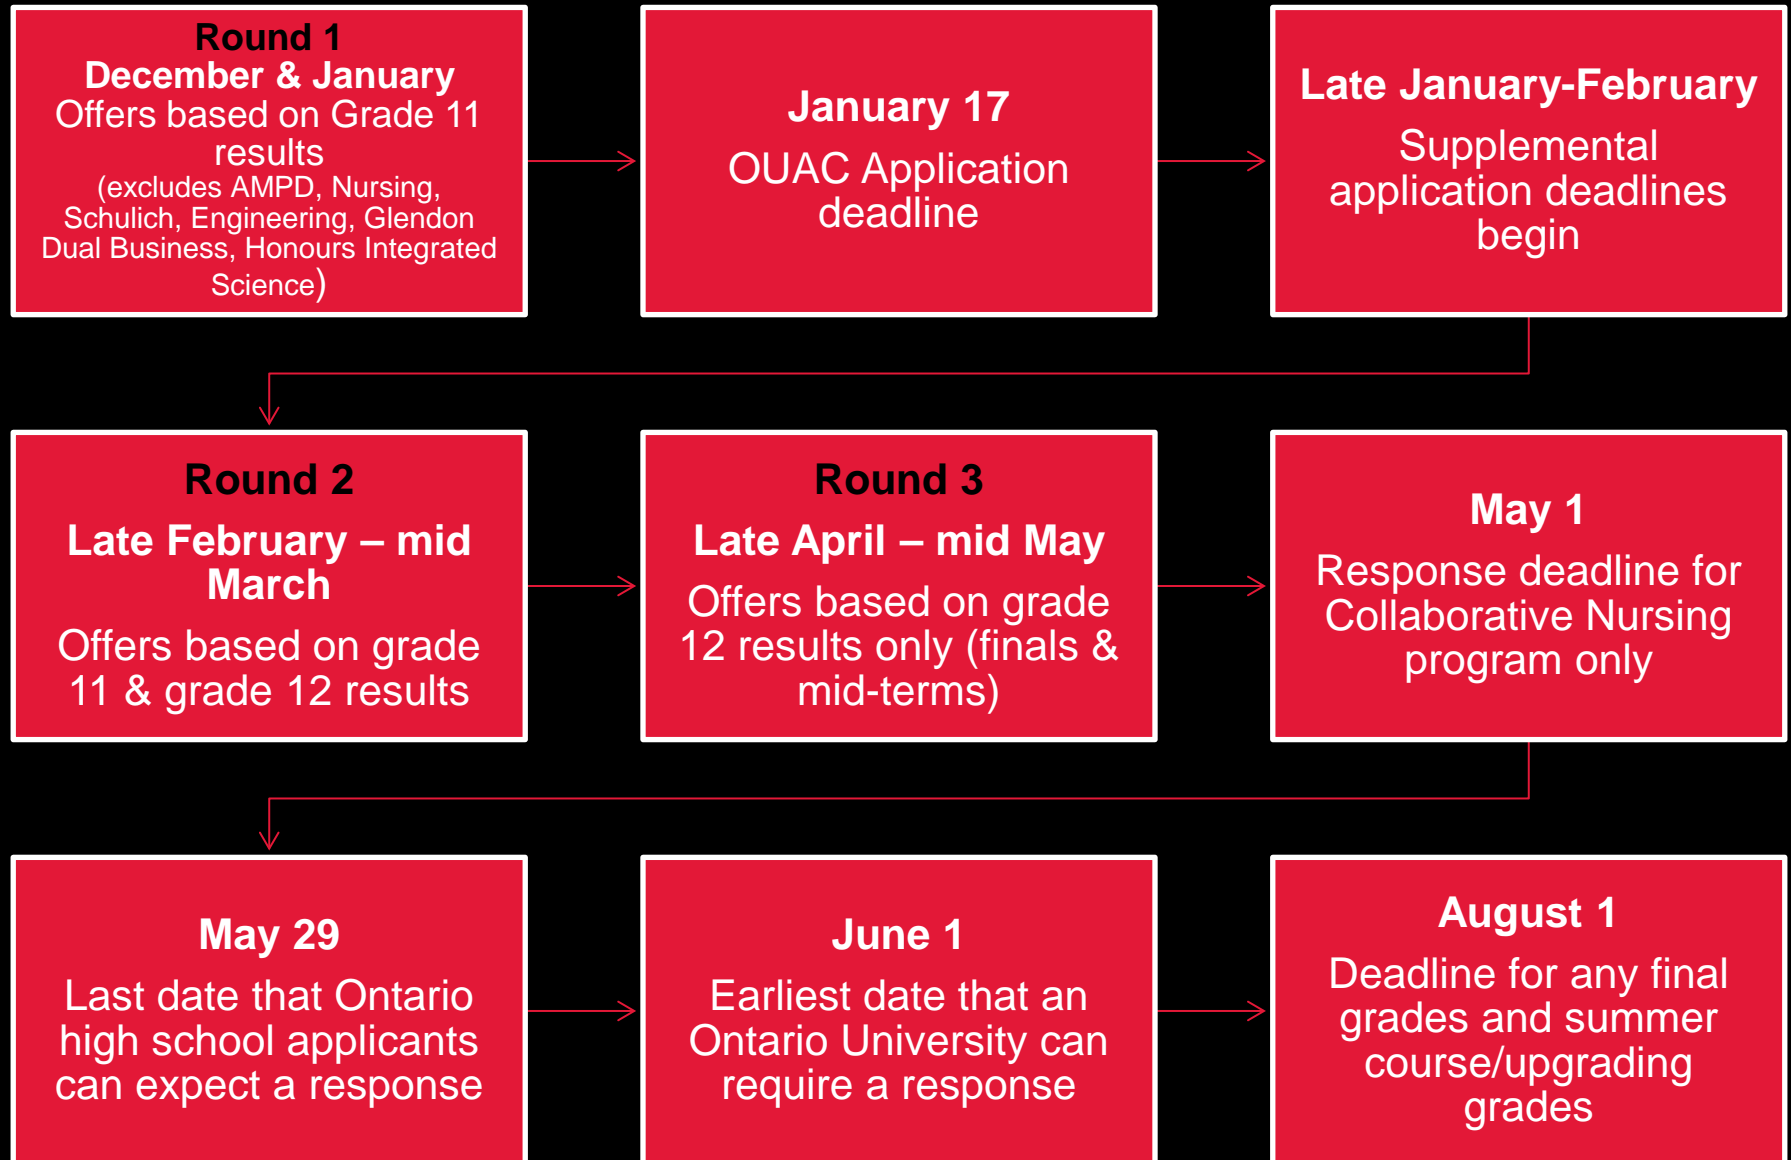 Round 1
December & January
Offers based on Grade 11
results
(excludes AMPD, Nursing,
Schulich, Engineering, Glendon
Dual Business, Honours Integrated
Science)
January 17
OUAC Application
deadline
Late January-February
Supplemental
application deadlines
begin
Round 2
Late February – mid
March
Offers based on grade
11 & grade 12 results
Round 3
Late April – mid May
Offers based on grade
12 results only (finals &
mid-terms)
May 1
Response deadline for
Collaborative Nursing
program only
May 29
Last date that Ontario
high school applicants
can expect a response
June 1
Earliest date that an
Ontario University can
require a response
August 1
Deadline for any final
grades and summer
course/upgrading
grades